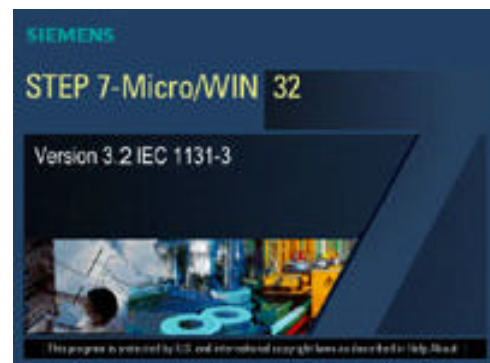 SIEMENS
STEP 7-Micro/WIN 32
Version 3.2 IEC 1131-3
This program is protected by U.S. and international copyright laws as described in Help About